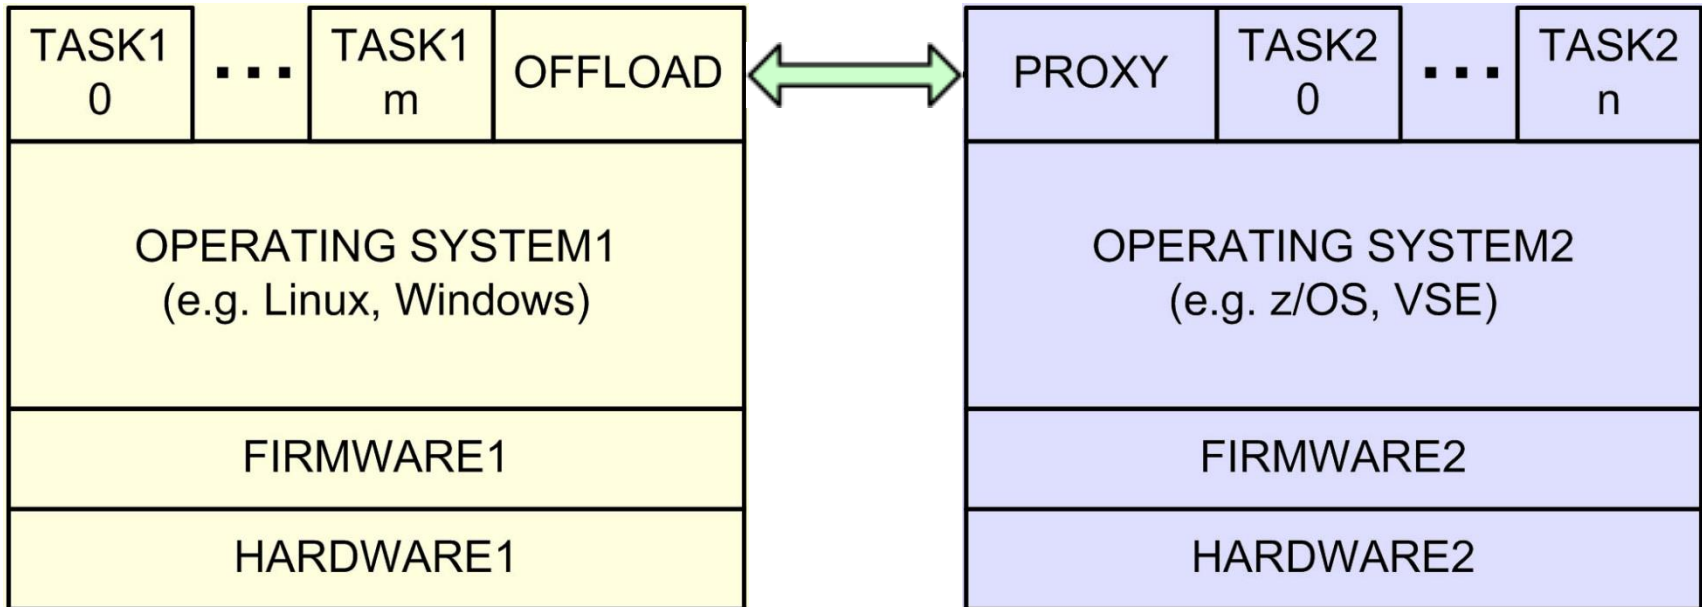 TASK1
0
...
TASK1
m
OFFLOAD
PROXY
TASK2
0
...
TASK2
n
OPERATING SYSTEM1
(e.g. Linux, Windows)
OPERATING SYSTEM2
(e.g. z/OS, VSE)
FIRMWARE1
FIRMWARE2
HARDWARE1
HARDWARE2